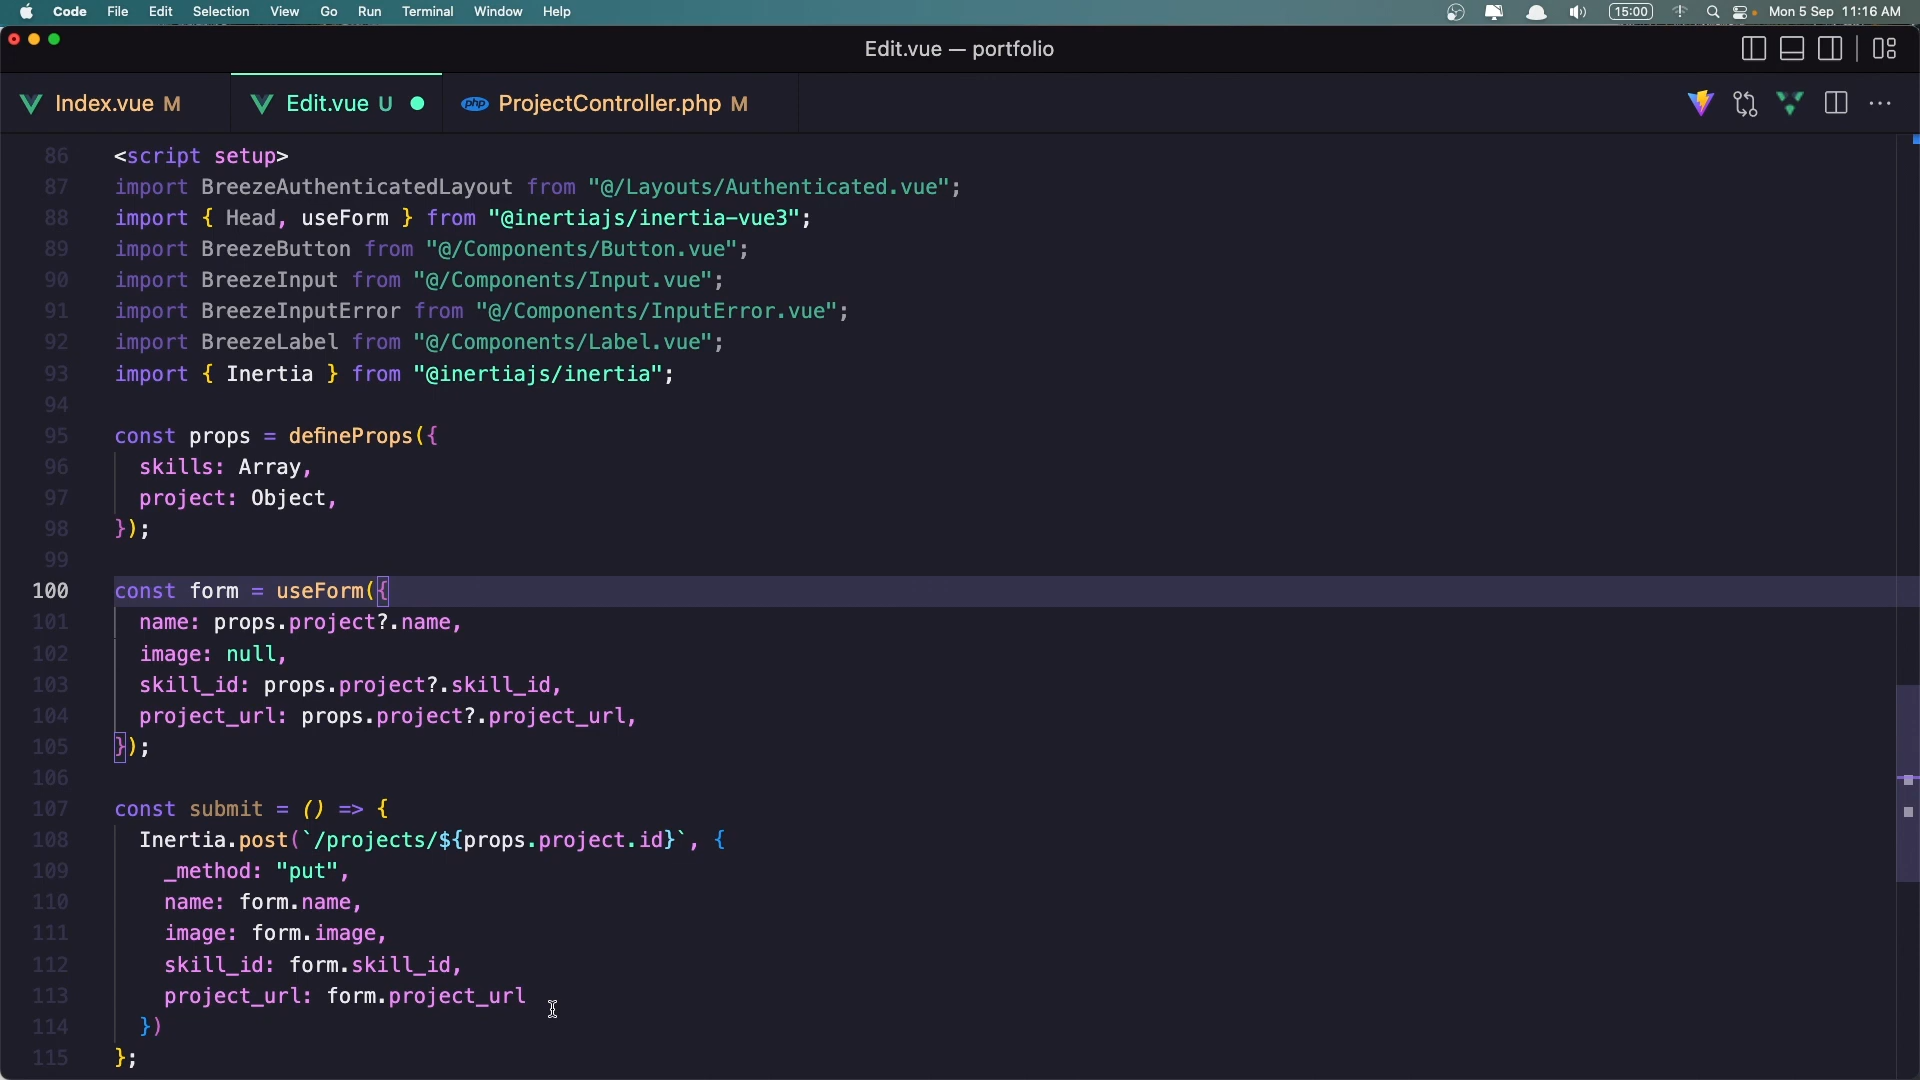 Code File Edit Selection View Go Run Terminal Window Help 15:00 Mon 5 Sep 11:16 AM
Edit.vue — portfolio
Index.vue M Edit.vue U php ProjectController.php M
86 <script setup>
87 import BreezeAuthenticatedLayout from "@/Layouts/Authenticated.vue";
88 import { Head, useForm } from "@inertiajs/inertia-vue3";
89 import BreezeButton from "@/Components/Button.vue";
90 import BreezeInput from "@/Components/Input.vue";
91 import BreezeInputError from "@/Components/InputError.vue";
92 import BreezeLabel from "@/Components/Label.vue";
93 import { Inertia } from "@inertiajs/inertia";
94
95 const props = defineProps({
96 skills: Array,
97 project: Object,
98 });
99
100 const form = useForm({
101 name: props.project?.name,
102 image: null,
103 skill_id: props.project?.skill_id,
104 project_url: props.project?.project_url,
105 });
106
107 const submit = () => {
108 Inertia.post(`/projects/${props.project.id}`, {
109 _method: "put",
110 name: form.name,
111 image: form.image,
112 skill_id: form.skill_id,
113 project_url: form.project_url
114 })
115 };